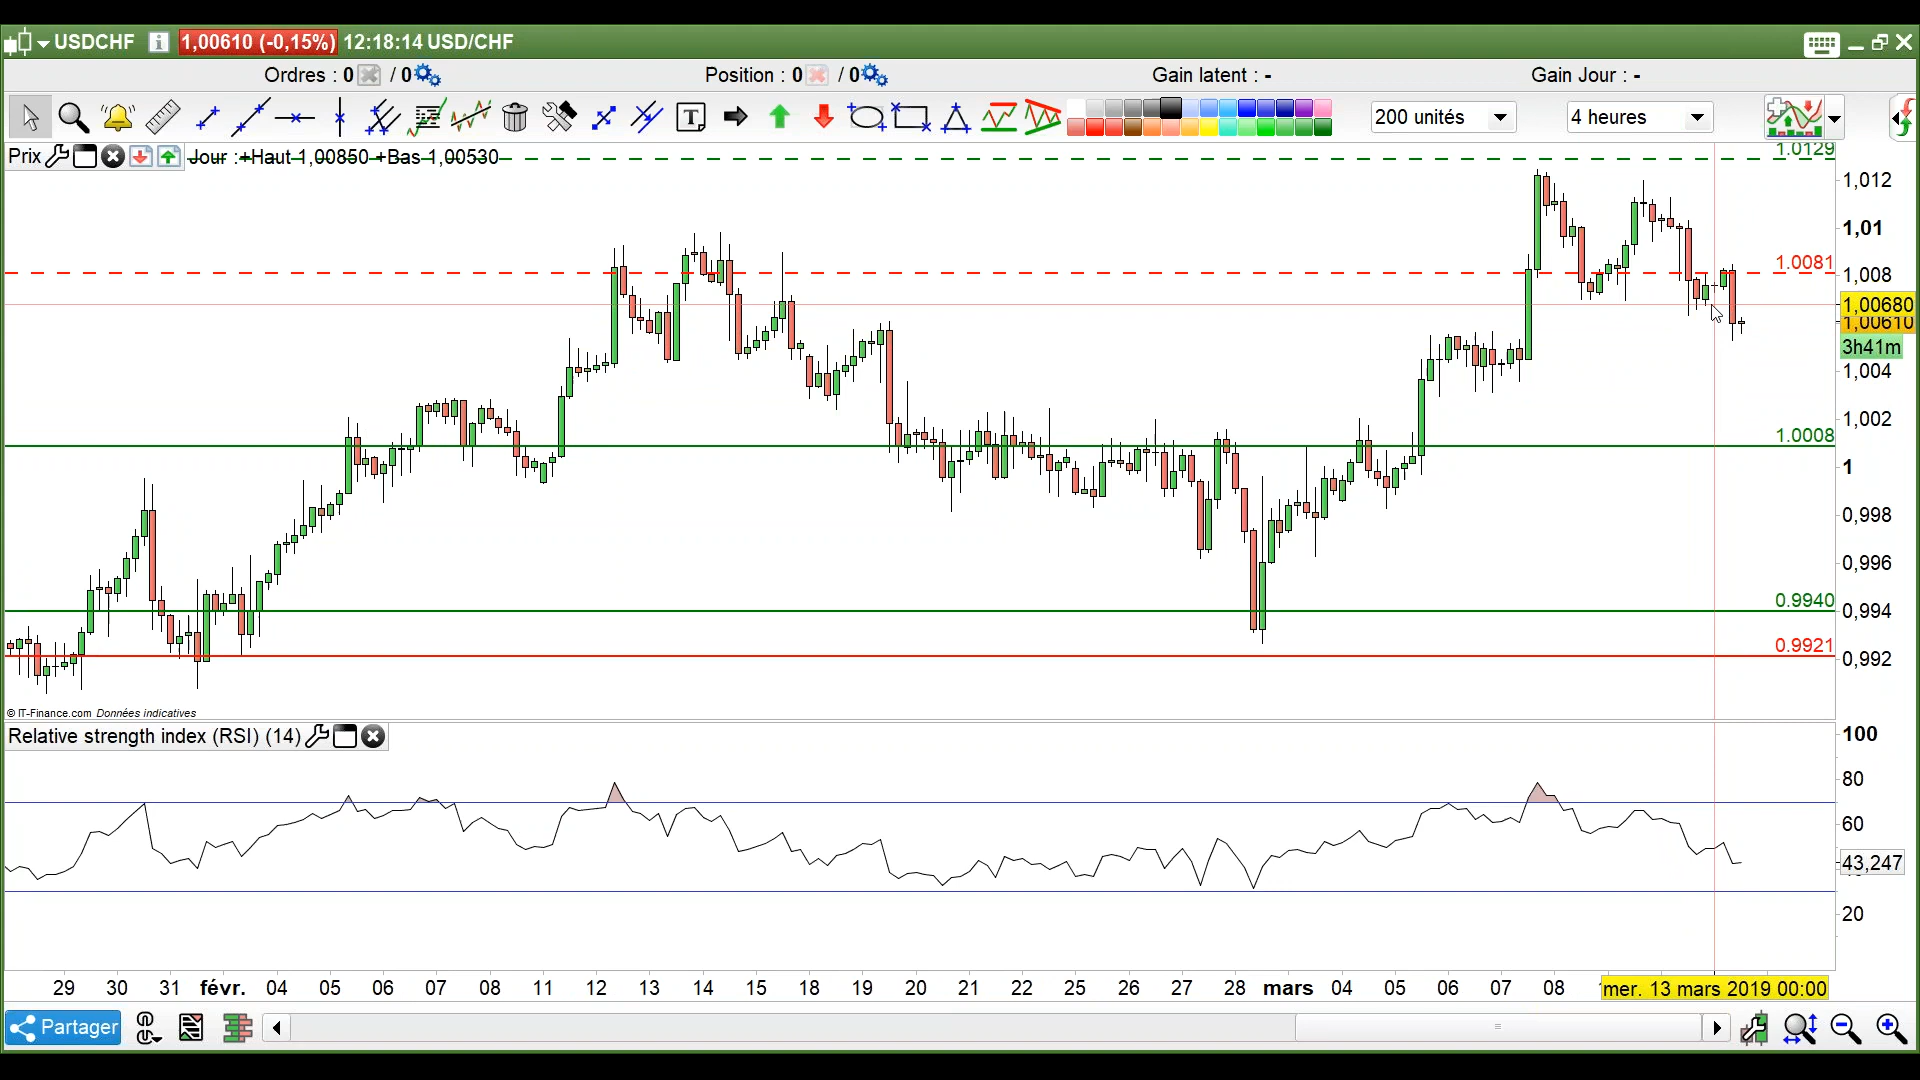 USDCHF 1,00610 (-0,15%) 12:18:14 USD/CHF
Ordres : 0 / 0 Position : 0 / 0 Gain latent : - Gain Jour : -
T 200 unités 4 heures
Prix Jour :+Haut 1,00850 +Bas 1,00530
1.0129
1,012
1,01
1.0081
1,008
1,00680
1,00610
3h41m
1,004
1,002
1.0008
1
0,998
0,996
0.9940
0,994
0.9921
0,992
© IT-Finance.com Données indicatives
Relative strength index (RSI) (14)
100
80
60
43,247
20
29 30 31 févr. 04 05 06 07 08 11 12 13 14 15 18 19 20 21 22 25 26 27 28 mars 04 05 06 07 08 mer. 13 mars 2019 00:00
Partager